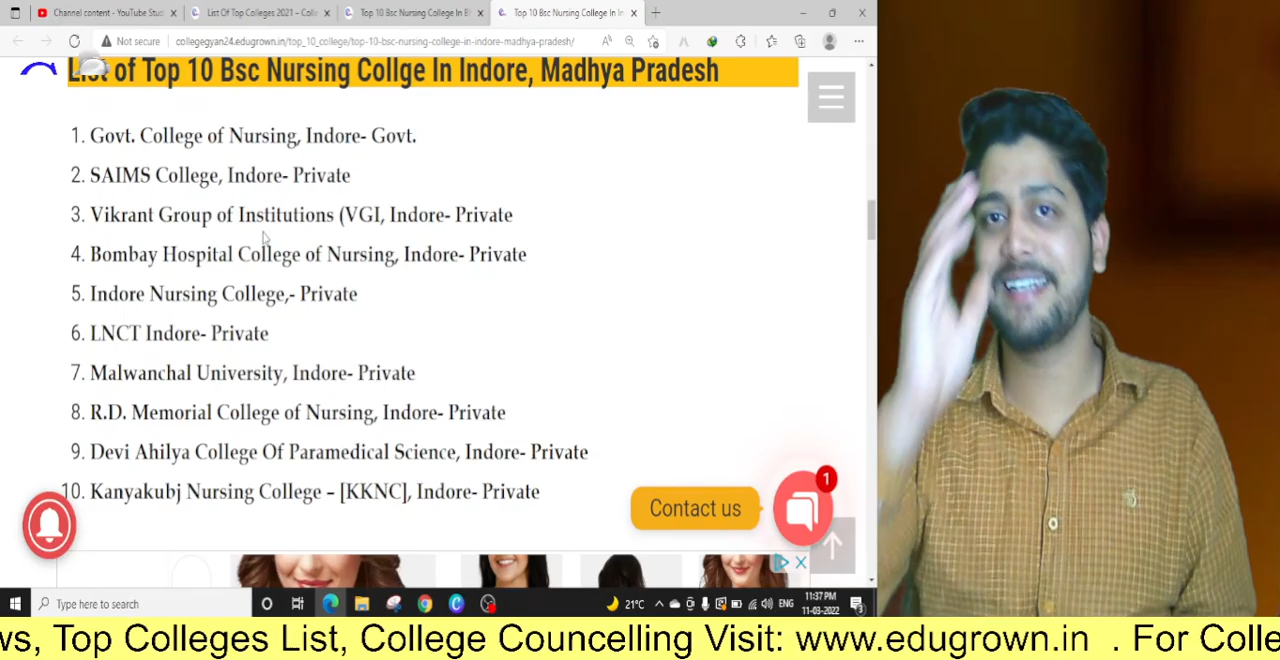 Content channel - YouTube Stu
List Of Top Colleges 2021 – Colle
Top 10 Bsc Nursing College In B
Top 10 Bsc Nursing College In In
Not secure
collegegyan24.edugrown.in/top_10_college/top-10-bsc-nursing-college-in-indore-madhya-pradesh/
List of Top 10 Bsc Nursing Collge In Indore, Madhya Pradesh
1. Govt. College of Nursing, Indore- Govt.
2. SAIMS College, Indore- Private
3. Vikrant Group of Institutions (VGI, Indore- Private
4. Bombay Hospital College of Nursing, Indore- Private
5. Indore Nursing College,- Private
6. LNCT Indore- Private
7. Malwanchal University, Indore- Private
8. R.D. Memorial College of Nursing, Indore- Private
9. Devi Ahilya College Of Paramedical Science, Indore- Private
10. Kanyakubj Nursing College – [KKNC], Indore- Private
Contact us
1
Type here to search
21°C
ENG
11:37 PM
11-03-2022
3
ws, Top Colleges List, College Councelling Visit: www.edugrown.in . For Colle